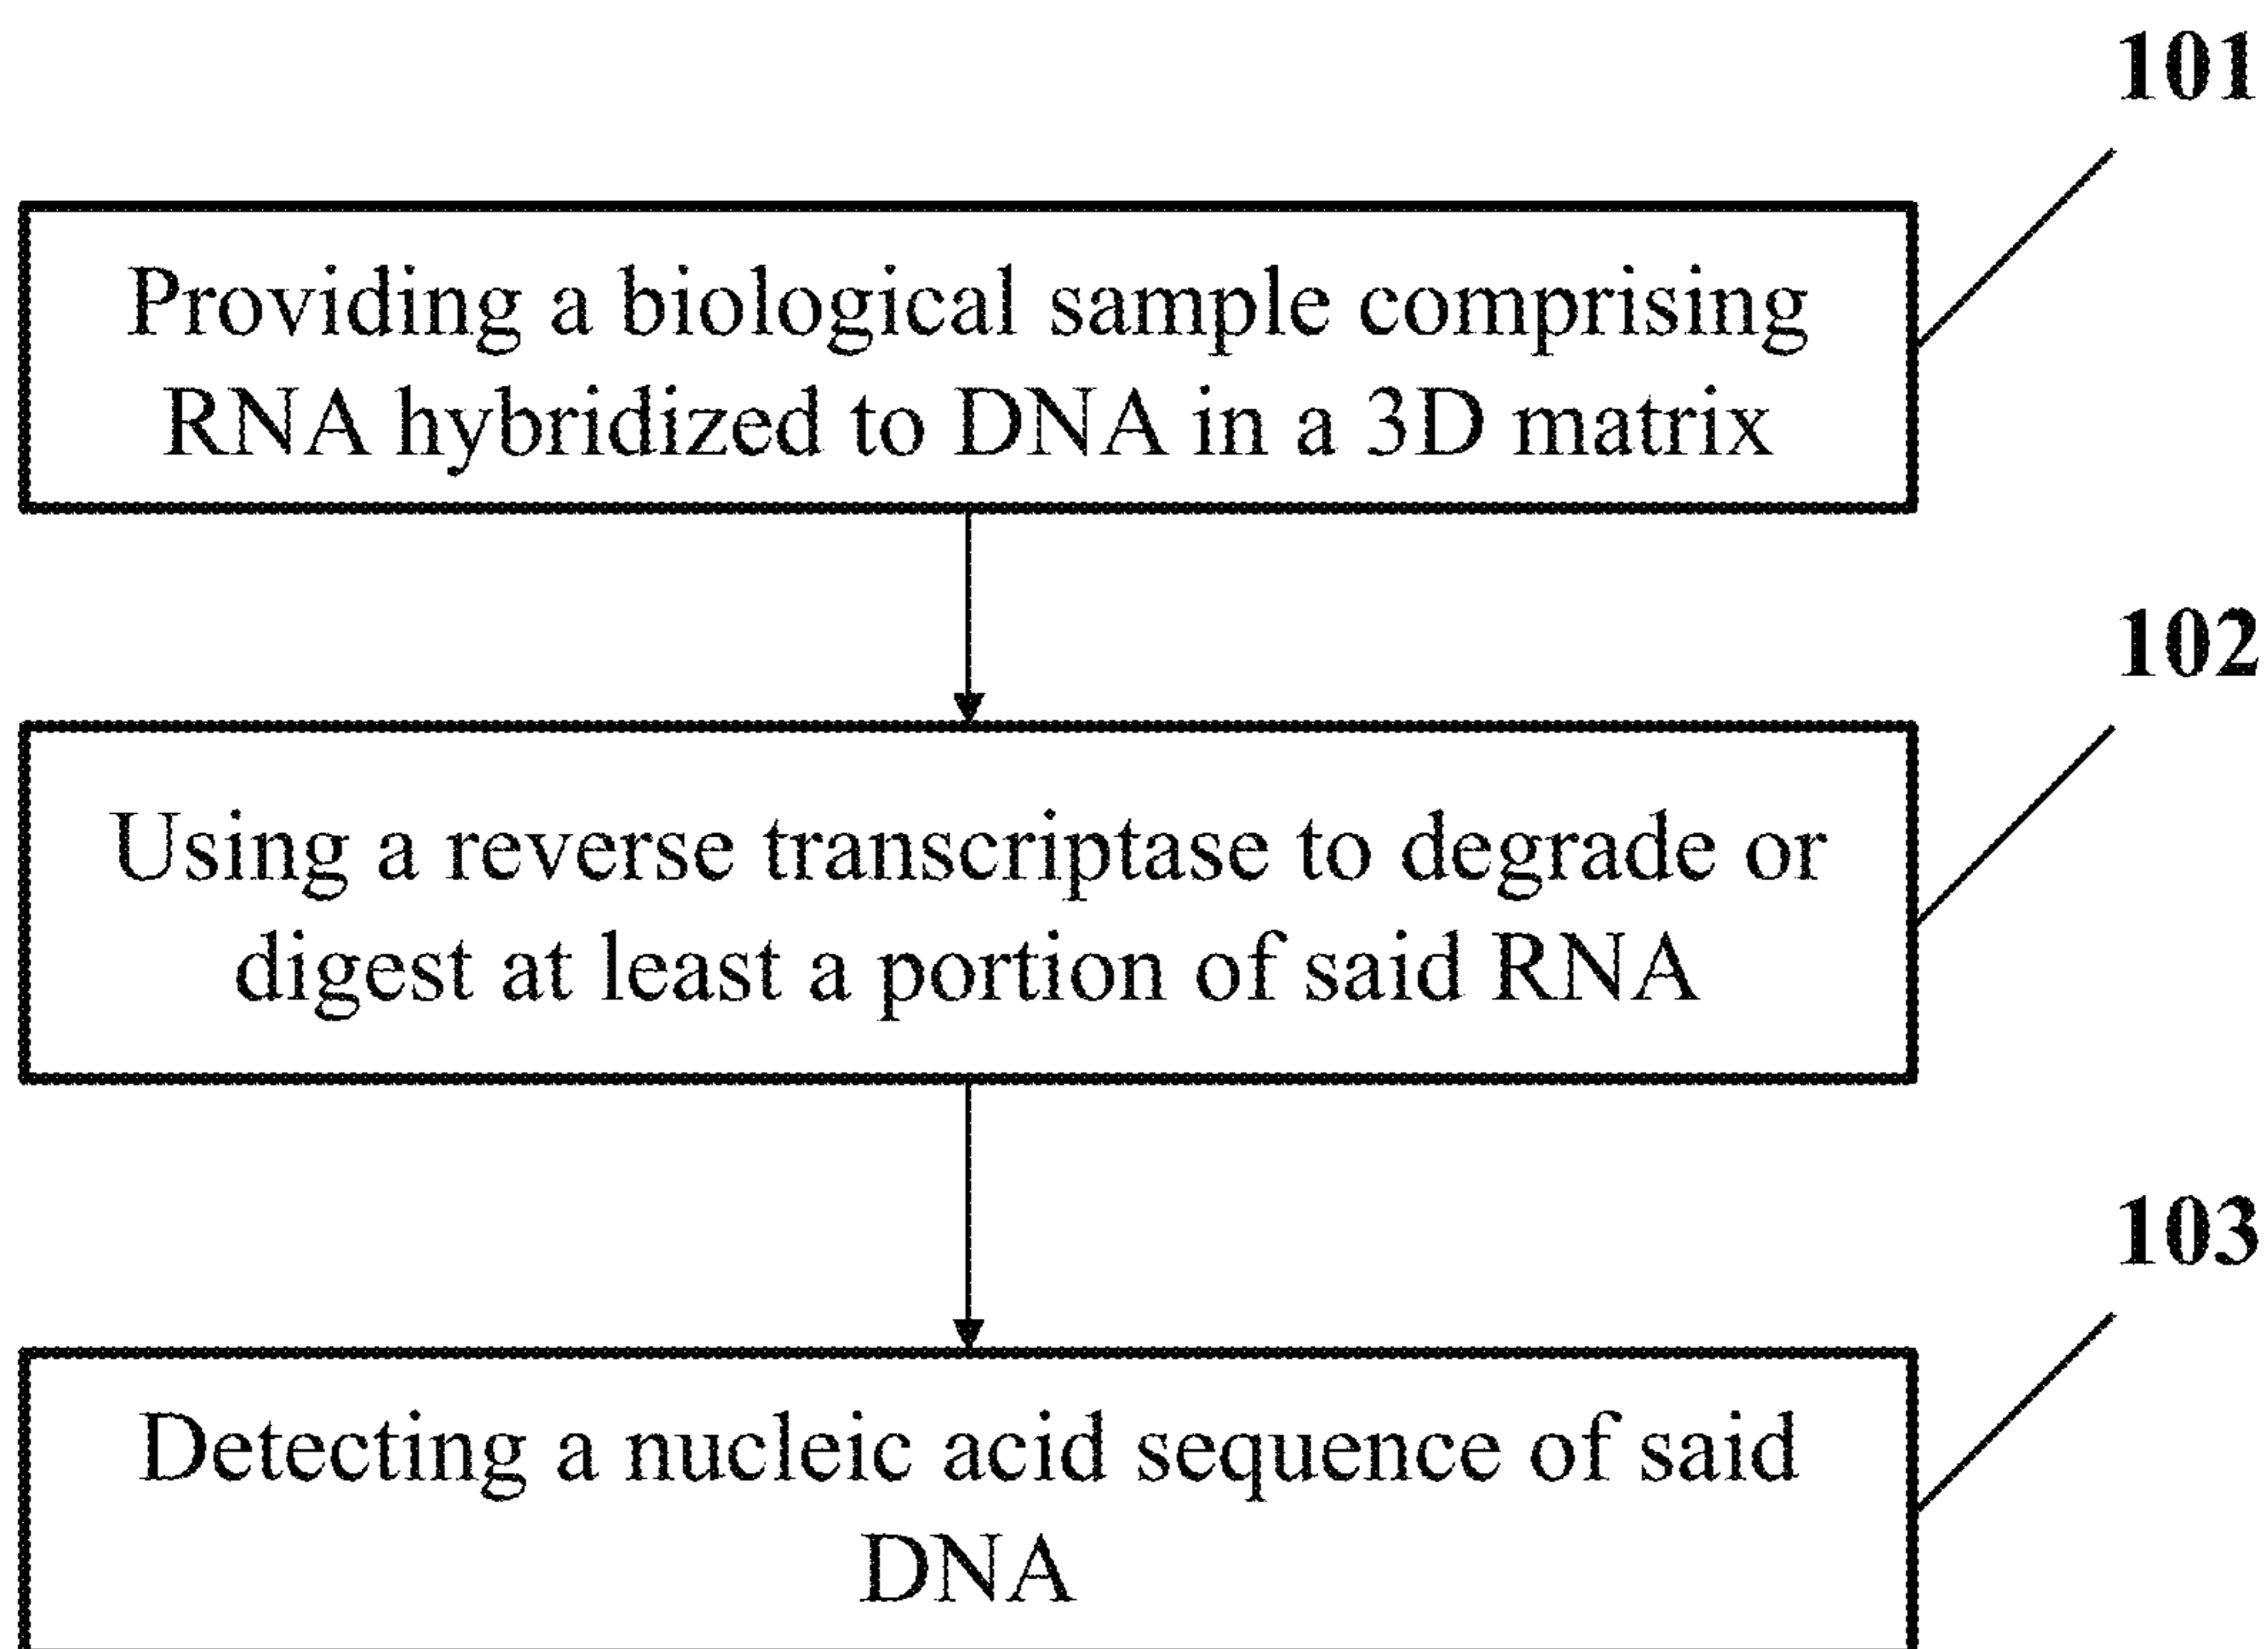 101
Providing a biological sample comprising
RNA hybridized to DNA in a 3D matrix
102
Using a reverse transcriptase to degrade or
digest at least a portion of said RNA
103
Detecting a nucleic acid sequence of said
DNA